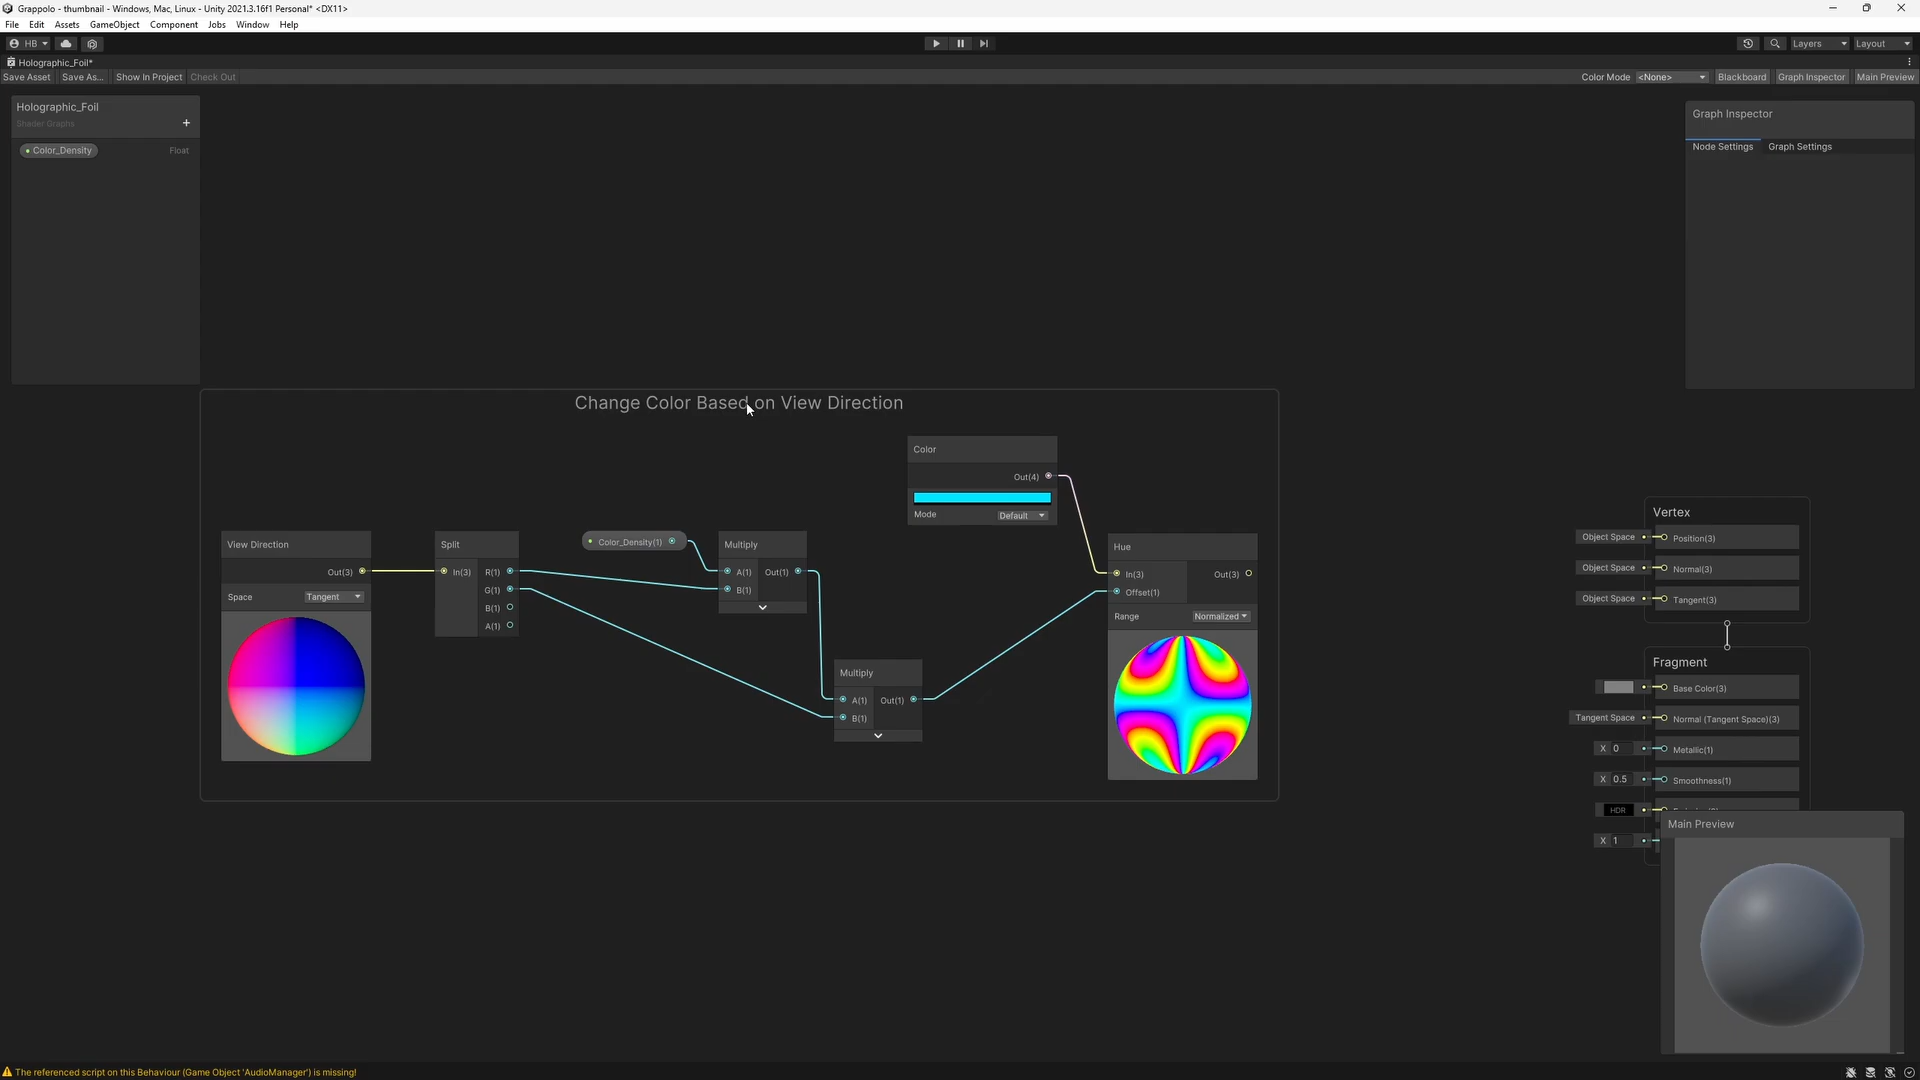 Grappolo - thumbnail - Windows, Mac, Linux - Unity 2021.3.16f1 Personal* <DX11>
File Edit Assets GameObject Component Jobs Window Help
HB
Layers Layout
Holographic_Foil*
Save Asset Save As... Show In Project Check Out
Color Mode <None> Blackboard Graph Inspector Main Preview
Holographic_Foil
Shader Graphs
+
Color_Density Float
Graph Inspector
Node Settings Graph Settings
Change Color Based on View Direction
Color
Out(4)
Mode Default
View Direction
Out(3)
Space Tangent
Split
In(3) R(1)
G(1)
B(1)
A(1)
Color_Density(1)
Multiply
A(1) Out(1)
B(1)
Multiply
A(1) Out(1)
B(1)
Hue
In(3) Out(3)
Offset(1)
Range Normalized
Vertex
Object Space Position(3)
Object Space Normal(3)
Object Space Tangent(3)
Fragment
Base Color(3)
Tangent Space Normal (Tangent Space)(3)
X 0 Metallic(1)
X 0.5 Smoothness(1)
HDR
X 1
Main Preview
The referenced script on this Behaviour (Game Object 'AudioManager') is missing!